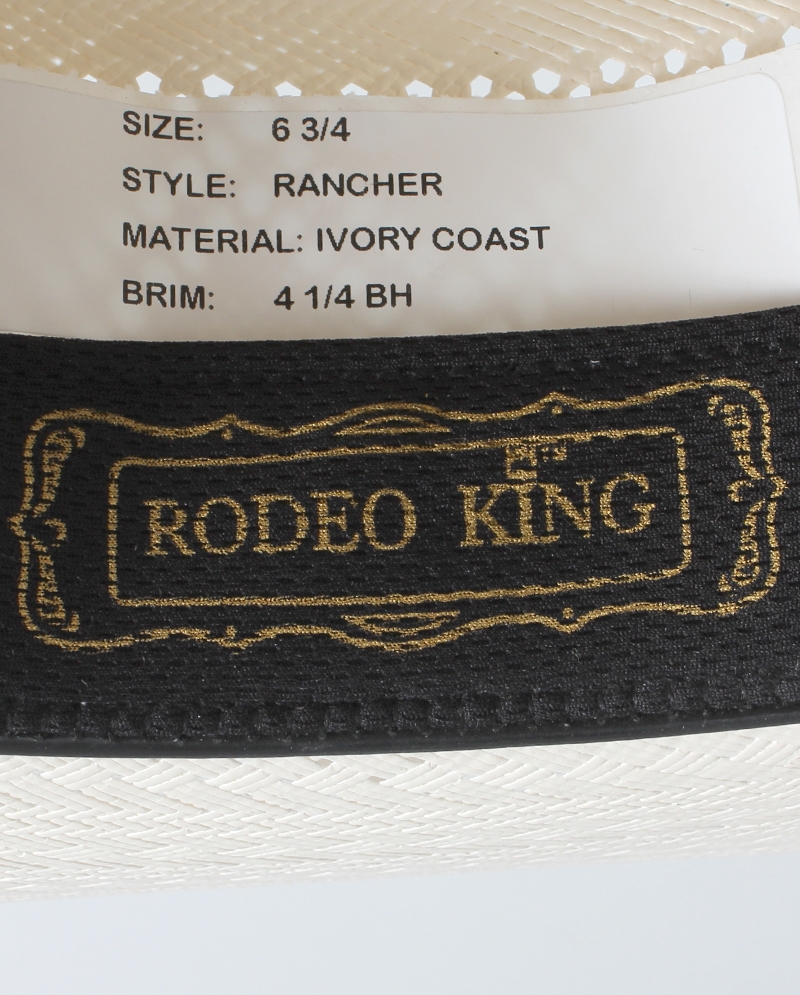 SIZE: 6 3/4
STYLE: RANCHER
MATERIAL: IVORY COAST
BRIM: 4 1/4 BH
RODEO KING